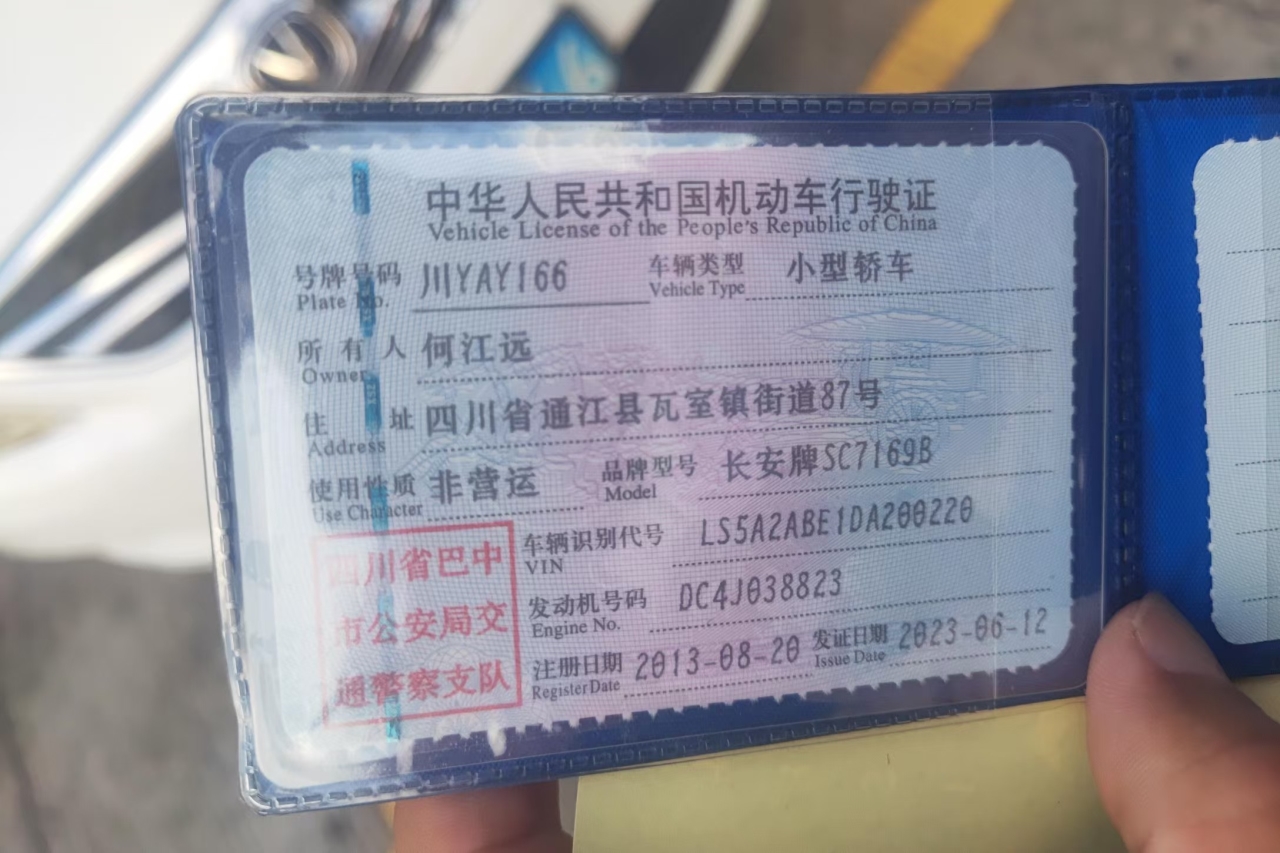 中华人民共和国机动车行驶证
Vehicle License of the People's Republic of China
号牌号码 川YAY166 车辆类型 小型轿车
Plate No. Vehicle Type
所有人 何江远
Owner
住址 四川省通江县瓦室镇街道87号
Address
使用性质 非营运 品牌型号 长安牌SC7169B
Use Character Model
车辆识别代号 LS5A2ABE1DA200220
VIN
发动机号码 DC4J038823
Engine No.
注册日期 2013-08-20 发证日期 2023-06-12
Register Date Issue Date
四川省巴中
市公安局交
通警察支队